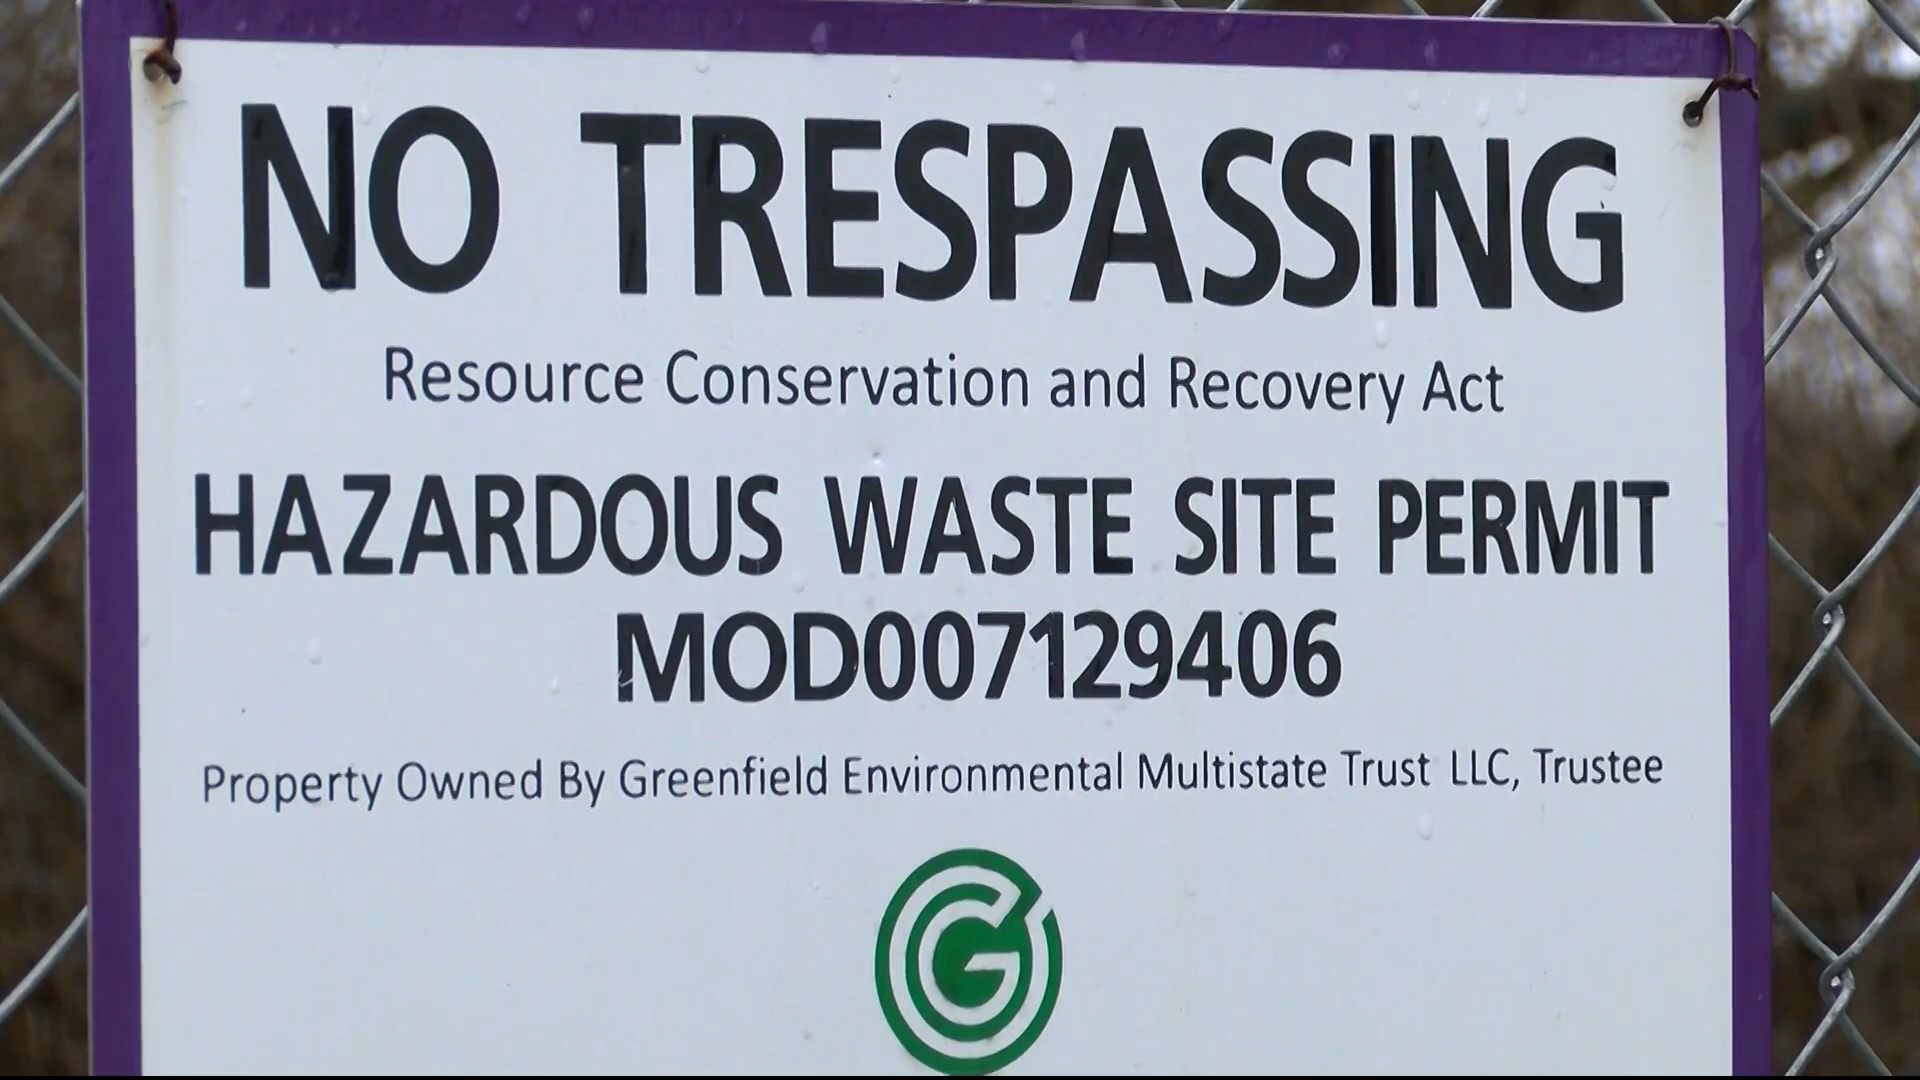 NO TRESPASSING
Resource Conservation and Recovery Act
HAZARDOUS WASTE SITE PERMIT
MOD007129406
Property Owned By Greenfield Environmental Multistate Trust LLC, Trustee
G